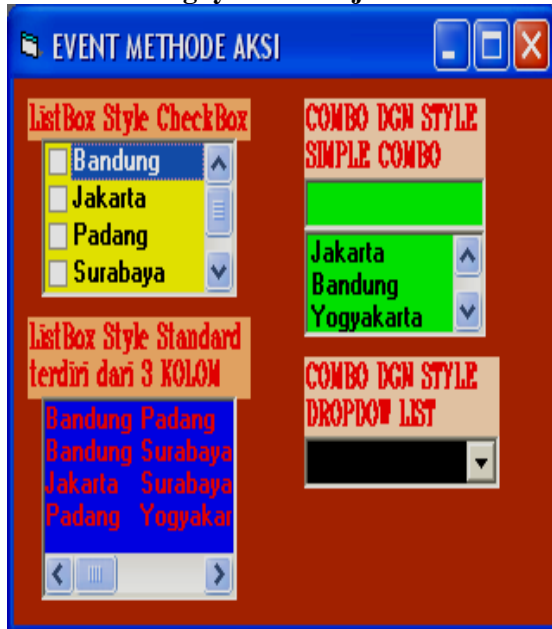 EVENT METHODE AKSI
ListBox Style CheckBox
Bandung
Jakarta
Padang
Surabaya
ListBox Style Standard
terdiri dari 3 KOLOM
Bandung Padang
Bandung Surabaya
Jakarta Surabaya
Padang Yogyakar
COMBO DGN STYLE
SIMPLE COMBO
Jakarta
Bandung
Yogyakarta
COMBO DGN STYLE
DROPDOW LIST